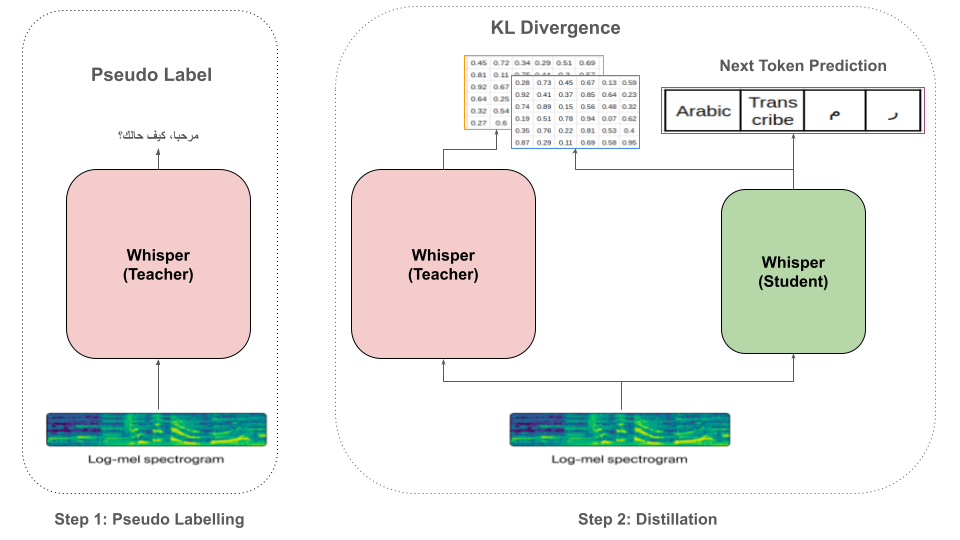 Pseudo Label
مرحبا، كيف حالك؟
Whisper
(Teacher)
Log-mel spectrogram
Step 1: Pseudo Labelling
KL Divergence
0.45 0.72 0.34 0.29 0.51 0.69
0.81 0.11
0.92 0.67
0.64 0.25
0.32 0.54
0.27 0.6
0.28 0.73 0.45 0.67 0.13 0.59
0.92 0.41 0.37 0.85 0.64 0.23
0.74 0.89 0.15 0.56 0.48 0.32
0.19 0.51 0.78 0.94 0.07 0.62
0.35 0.76 0.22 0.81 0.53 0.4
0.87 0.29 0.11 0.69 0.58 0.95
Next Token Prediction
Arabic
Trans
cribe
م
ر
Whisper
(Teacher)
Whisper
(Student)
Log-mel spectrogram
Step 2: Distillation